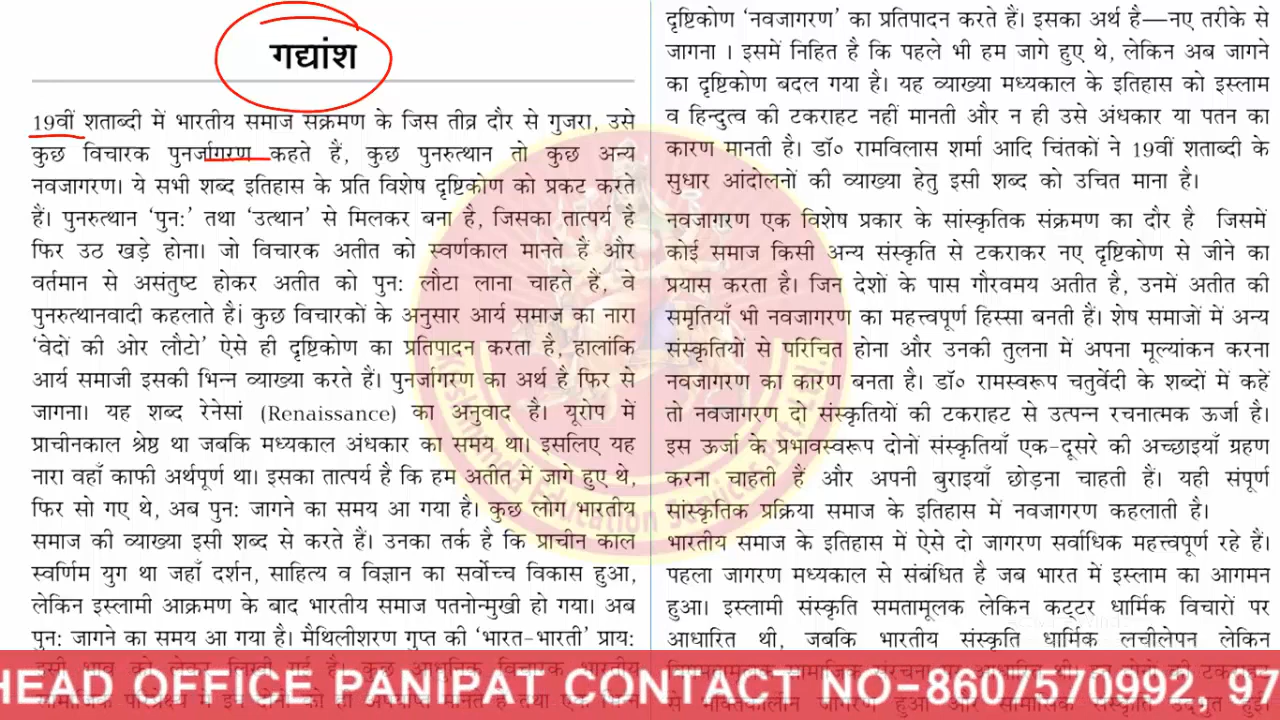 गद्यांश
19वीं शताब्दी में भारतीय समाज संक्रमण के जिस तीव्र दौर से गुजरा, उसे
कुछ विचारक पुनर्जागरण कहते हैं, कुछ पुनरुत्थान तो कुछ अन्य
नवजागरण। ये सभी शब्द इतिहास के प्रति विशेष दृष्टिकोण को प्रकट करते
हैं। पुनरुत्थान 'पुन:' तथा 'उत्थान' से मिलकर बना है, जिसका तात्पर्य है
फिर उठ खड़े होना। जो विचारक अतीत को स्वर्णकाल मानते हैं और
वर्तमान से असंतुष्ट होकर अतीत को पुन: लौटा लाना चाहते हैं, वे
पुनरुत्थानवादी कहलाते हैं। कुछ विचारकों के अनुसार आर्य समाज का नारा
'वेदों की ओर लौटो' ऐसे ही दृष्टिकोण का प्रतिपादन करता है, हालांकि
आर्य समाजी इसकी भिन्न व्याख्या करते हैं। पुनर्जागरण का अर्थ है फिर से
जागना। यह शब्द रेनेसां (Renaissance) का अनुवाद है। यूरोप में
प्राचीनकाल श्रेष्ठ था जबकि मध्यकाल अंधकार का समय था। इसलिए यह
नारा वहाँ काफी अर्थपूर्ण था। इसका तात्पर्य है कि हम अतीत में जागे हुए थे,
फिर सो गए थे, अब पुन: जागने का समय आ गया है। कुछ लोग भारतीय
समाज की व्याख्या इसी शब्द से करते हैं। उनका तर्क है कि प्राचीन काल
स्वर्णिम युग था जहाँ दर्शन, साहित्य व विज्ञान का सर्वोच्च विकास हुआ,
लेकिन इस्लामी आक्रमण के बाद भारतीय समाज पतनोन्मुखी हो गया। अब
पुन: जागने का समय आ गया है। मैथिलीशरण गुप्त की 'भारत-भारती' प्राय:
इसी भाव को लेकर लिखी गई है। कुछ आधुनिक विचारक भारतीय
दृष्टिकोण 'नवजागरण' का प्रतिपादन करते हैं। इसका अर्थ है—नए तरीके से
जागना । इसमें निहित है कि पहले भी हम जागे हुए थे, लेकिन अब जागने
का दृष्टिकोण बदल गया है। यह व्याख्या मध्यकाल के इतिहास को इस्लाम
व हिन्दुत्व की टकराहट नहीं मानती और न ही उसे अंधकार या पतन का
कारण मानती है। डॉ० रामविलास शर्मा आदि चिंतकों ने 19वीं शताब्दी के
सुधार आंदोलनों की व्याख्या हेतु इसी शब्द को उचित माना है।
नवजागरण एक विशेष प्रकार के सांस्कृतिक संक्रमण का दौर है जिसमें
कोई समाज किसी अन्य संस्कृति से टकराकर नए दृष्टिकोण से जीने का
प्रयास करता है। जिन देशों के पास गौरवमय अतीत है, उनमें अतीत की
समृतियाँ भी नवजागरण का महत्त्वपूर्ण हिस्सा बनती हैं। शेष समाजों में अन्य
संस्कृतियों से परिचित होना और उनकी तुलना में अपना मूल्यांकन करना
नवजागरण का कारण बनता है। डॉ० रामस्वरूप चतुर्वेदी के शब्दों में कहें
तो नवजागरण दो संस्कृतियों की टकराहट से उत्पन्न रचनात्मक ऊर्जा है।
इस ऊर्जा के प्रभावस्वरूप दोनों संस्कृतियाँ एक-दूसरे की अच्छाइयाँ ग्रहण
करना चाहती हैं और अपनी बुराइयाँ छोड़ना चाहती हैं। यही संपूर्ण
सांस्कृतिक प्रक्रिया समाज के इतिहास में नवजागरण कहलाती है।
भारतीय समाज के इतिहास में ऐसे दो जागरण सर्वाधिक महत्त्वपूर्ण रहे हैं।
पहला जागरण मध्यकाल से संबंधित है जब भारत में इस्लाम का आगमन
हुआ। इस्लामी संस्कृति समतामूलक लेकिन कट्टर धार्मिक विचारों पर
आधारित थी, जबकि भारतीय संस्कृति धार्मिक लचीलेपन लेकिन
HEAD OFFICE PANIPAT CONTACT NO-8607570992, 97